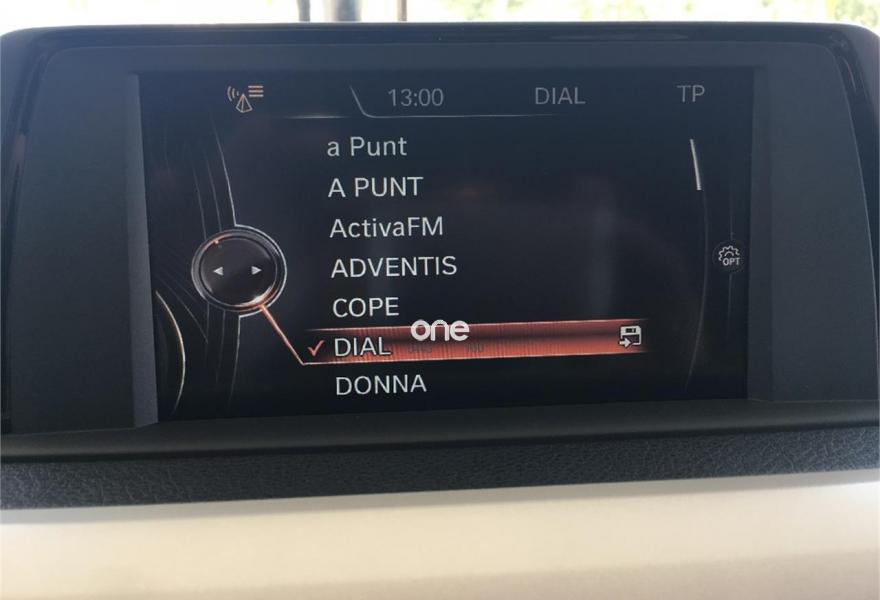 13:00 DIAL TP
a Punt
A PUNT
ActivaFM
ADVENTIS
OPT
COPE
one
DIAL
DONNA